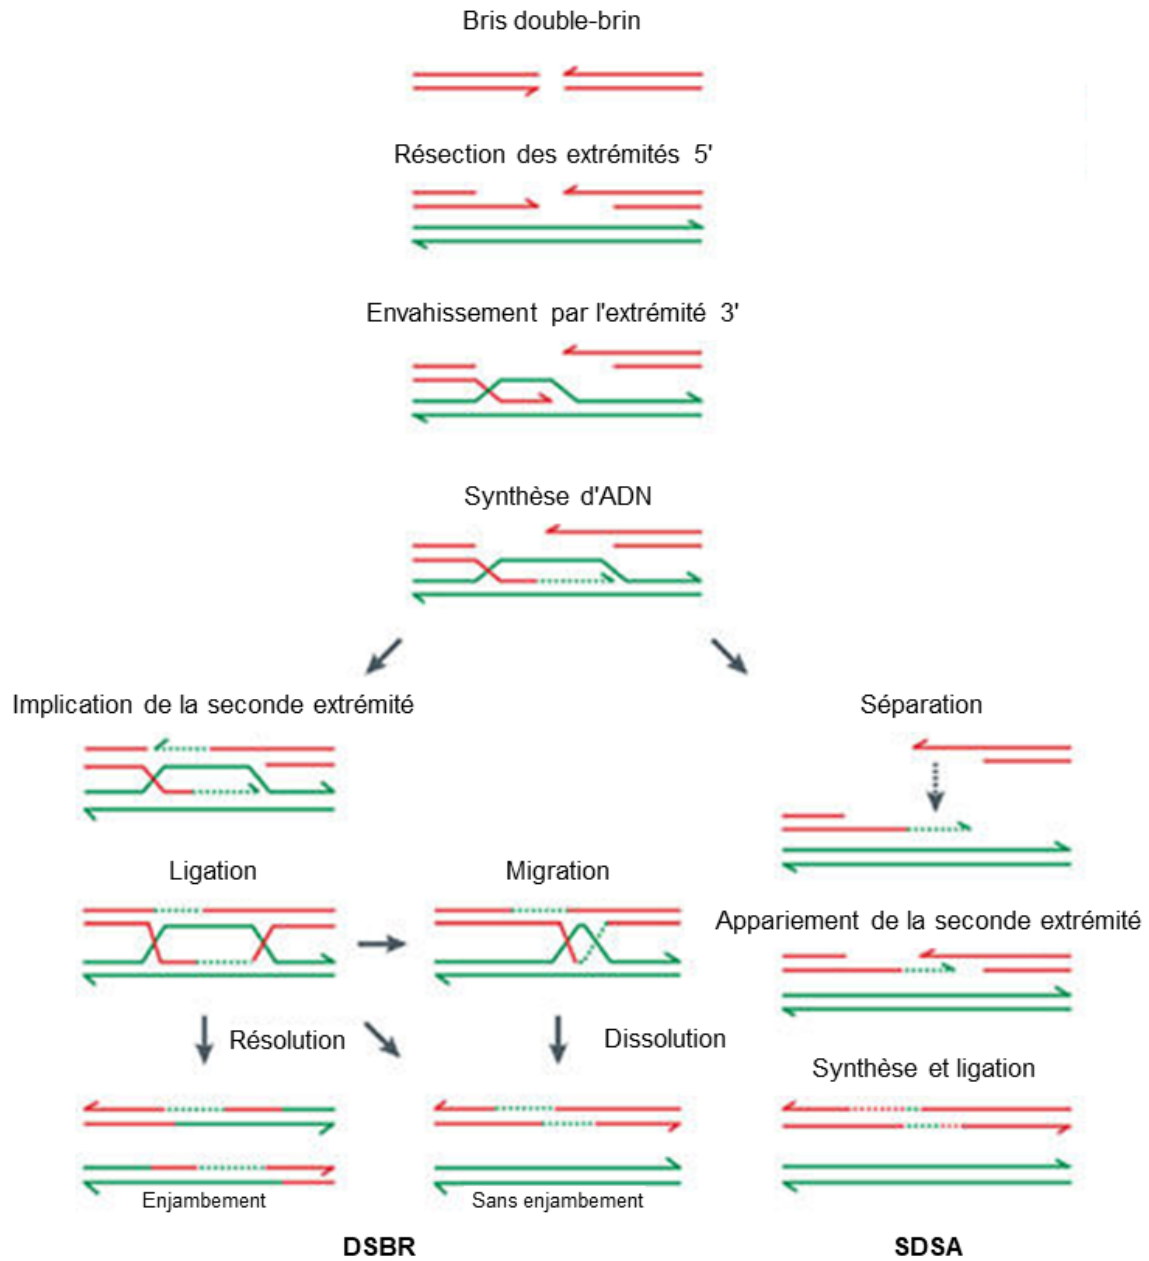 Bris double-brin
Résection des extrémités 5'
Envahissement par l'extrémité 3'
Synthèse d'ADN
Implication de la seconde extrémité
Séparation
Ligation
Migration
Appariement de la seconde extrémité
Résolution
Dissolution
Synthèse et ligation
Enjambement
Sans enjambement
DSBR
SDSA